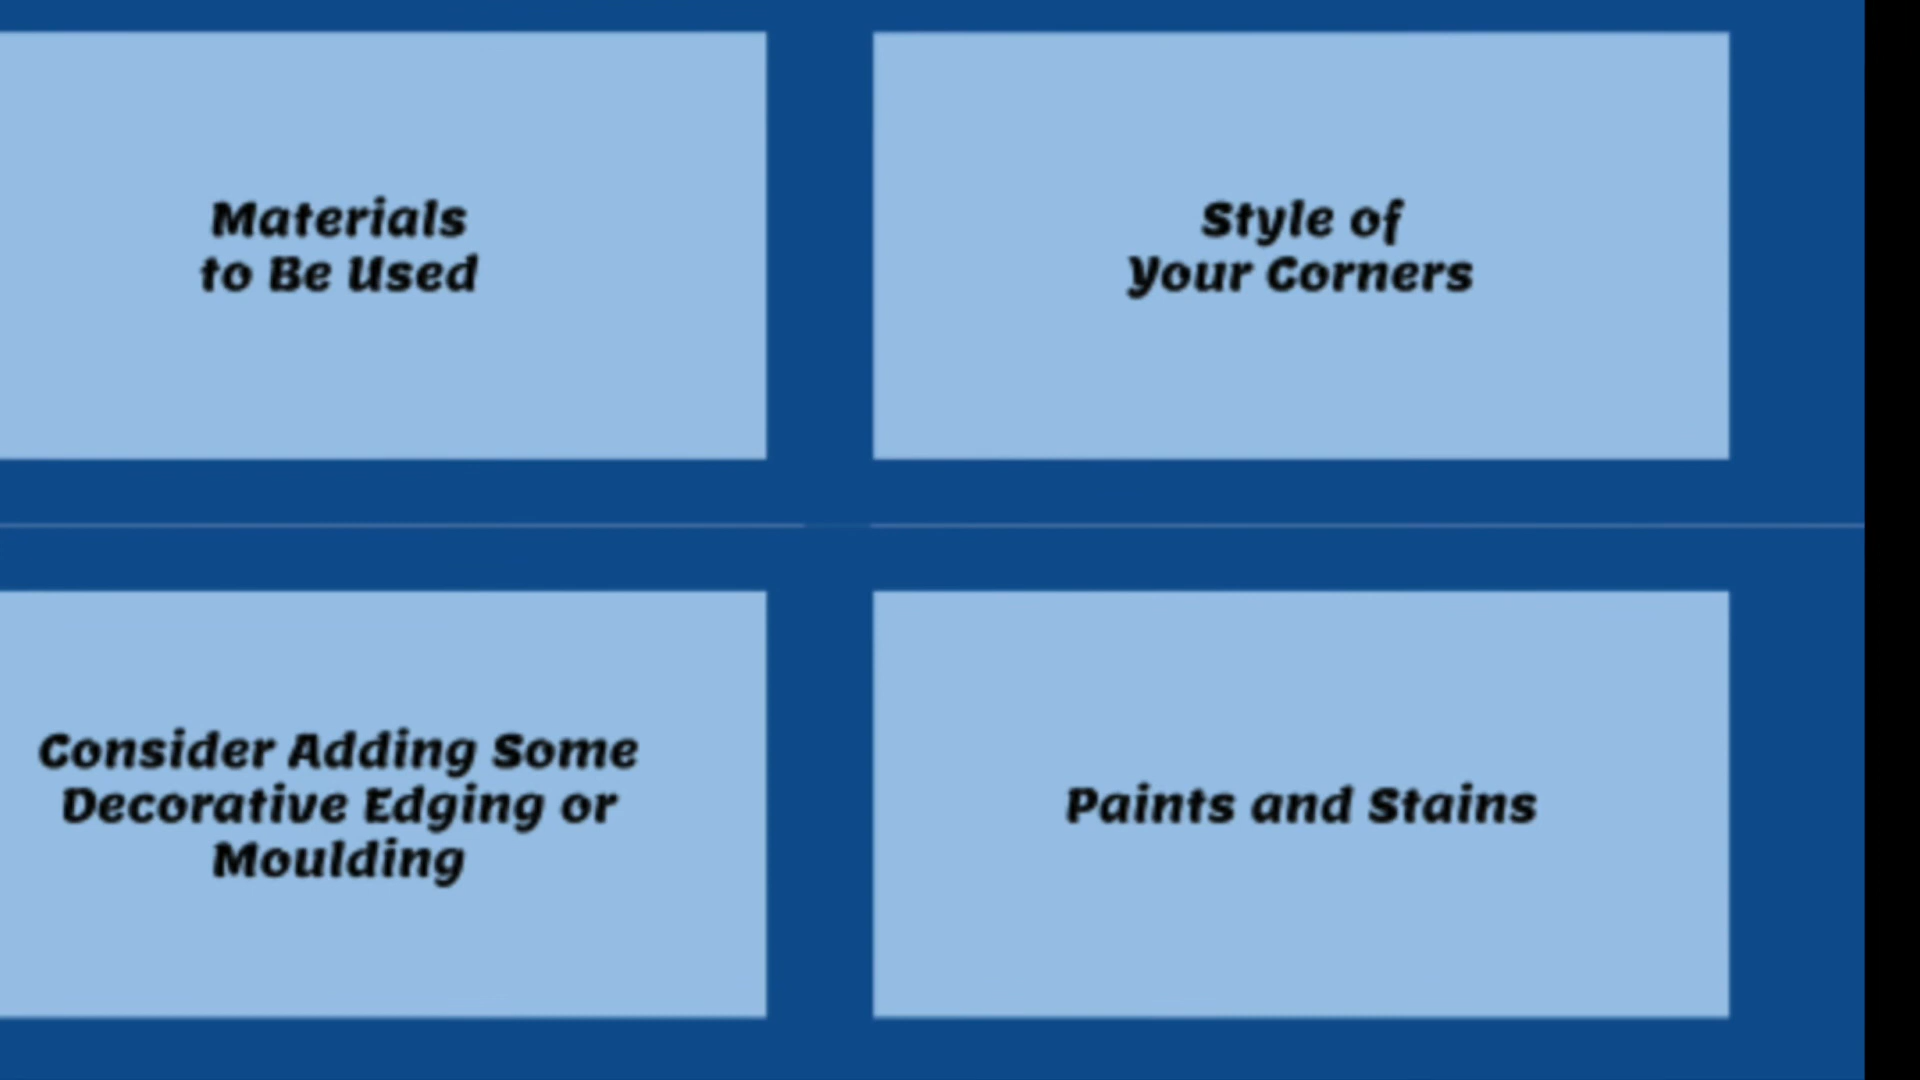 Materials
to Be Used
Style of
Your Corners
Consider Adding Some
Decorative Edging or
Moulding
Paints and Stains